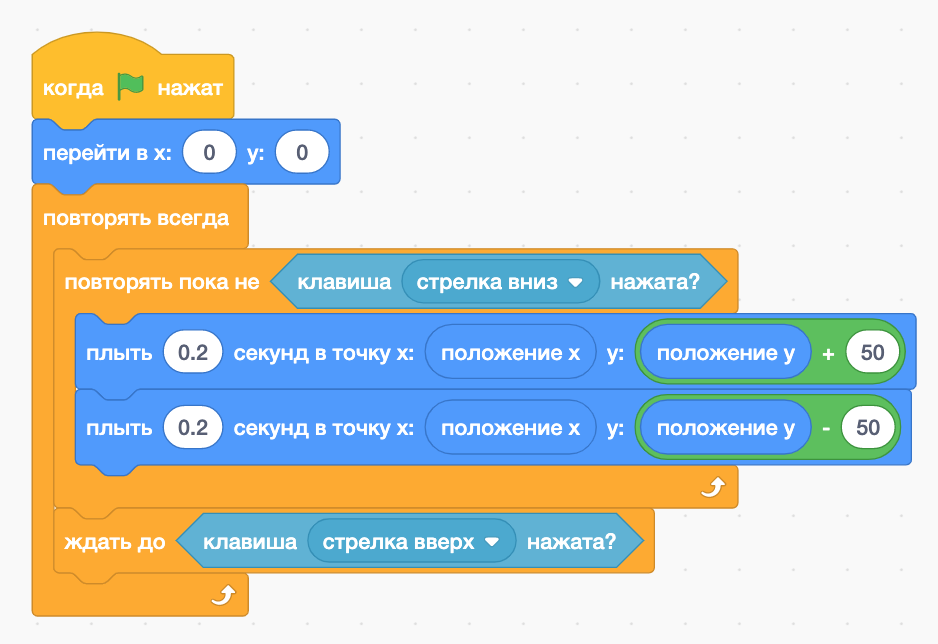 когда нажат
перейти в x: 0 y: 0
повторять всегда
повторять пока не клавиша стрелка вниз нажата?
плыть 0.2 секунд в точку x: положение x y: положение y + 50
плыть 0.2 секунд в точку x: положение x y: положение y - 50
ждать до клавиша стрелка вверх нажата?